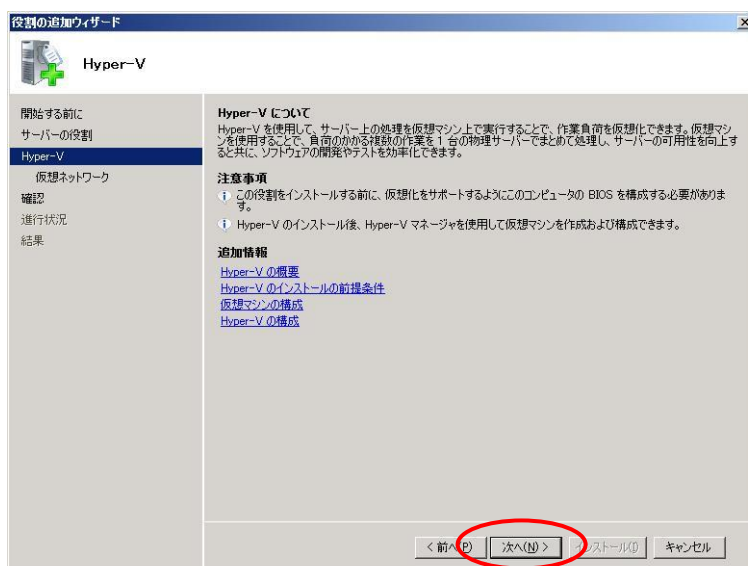 役割の追加ウィザード
Hyper-V
開始する前に
サーバーの役割
Hyper-V
仮想ネットワーク
確認
進行状況
結果
Hyper-V について
Hyper-V を使用して、サーバー上の処理を仮想マシン上で実行することで、作業負荷を仮想化できます。仮想マシ
ンを使用することで、負荷のかかる複数の作業を 1 台の物理サーバーでまとめて処理し、サーバーの可用性を向上す
ると共に、ソフトウェアの開発やテストを効率化できます。
注意事項
この役割をインストールする前に、仮想化をサポートするようにこのコンピュータの BIOS を構成する必要がありま
す。
Hyper-V のインストール後、Hyper-V マネージャを使用して仮想マシンを作成および構成できます。
追加情報
Hyper-V の概要
Hyper-V のインストールの前提条件
仮想マシンの構成
Hyper-V の構成
< 前へ(P)
次へ(N) >
インストール(I)
キャンセル